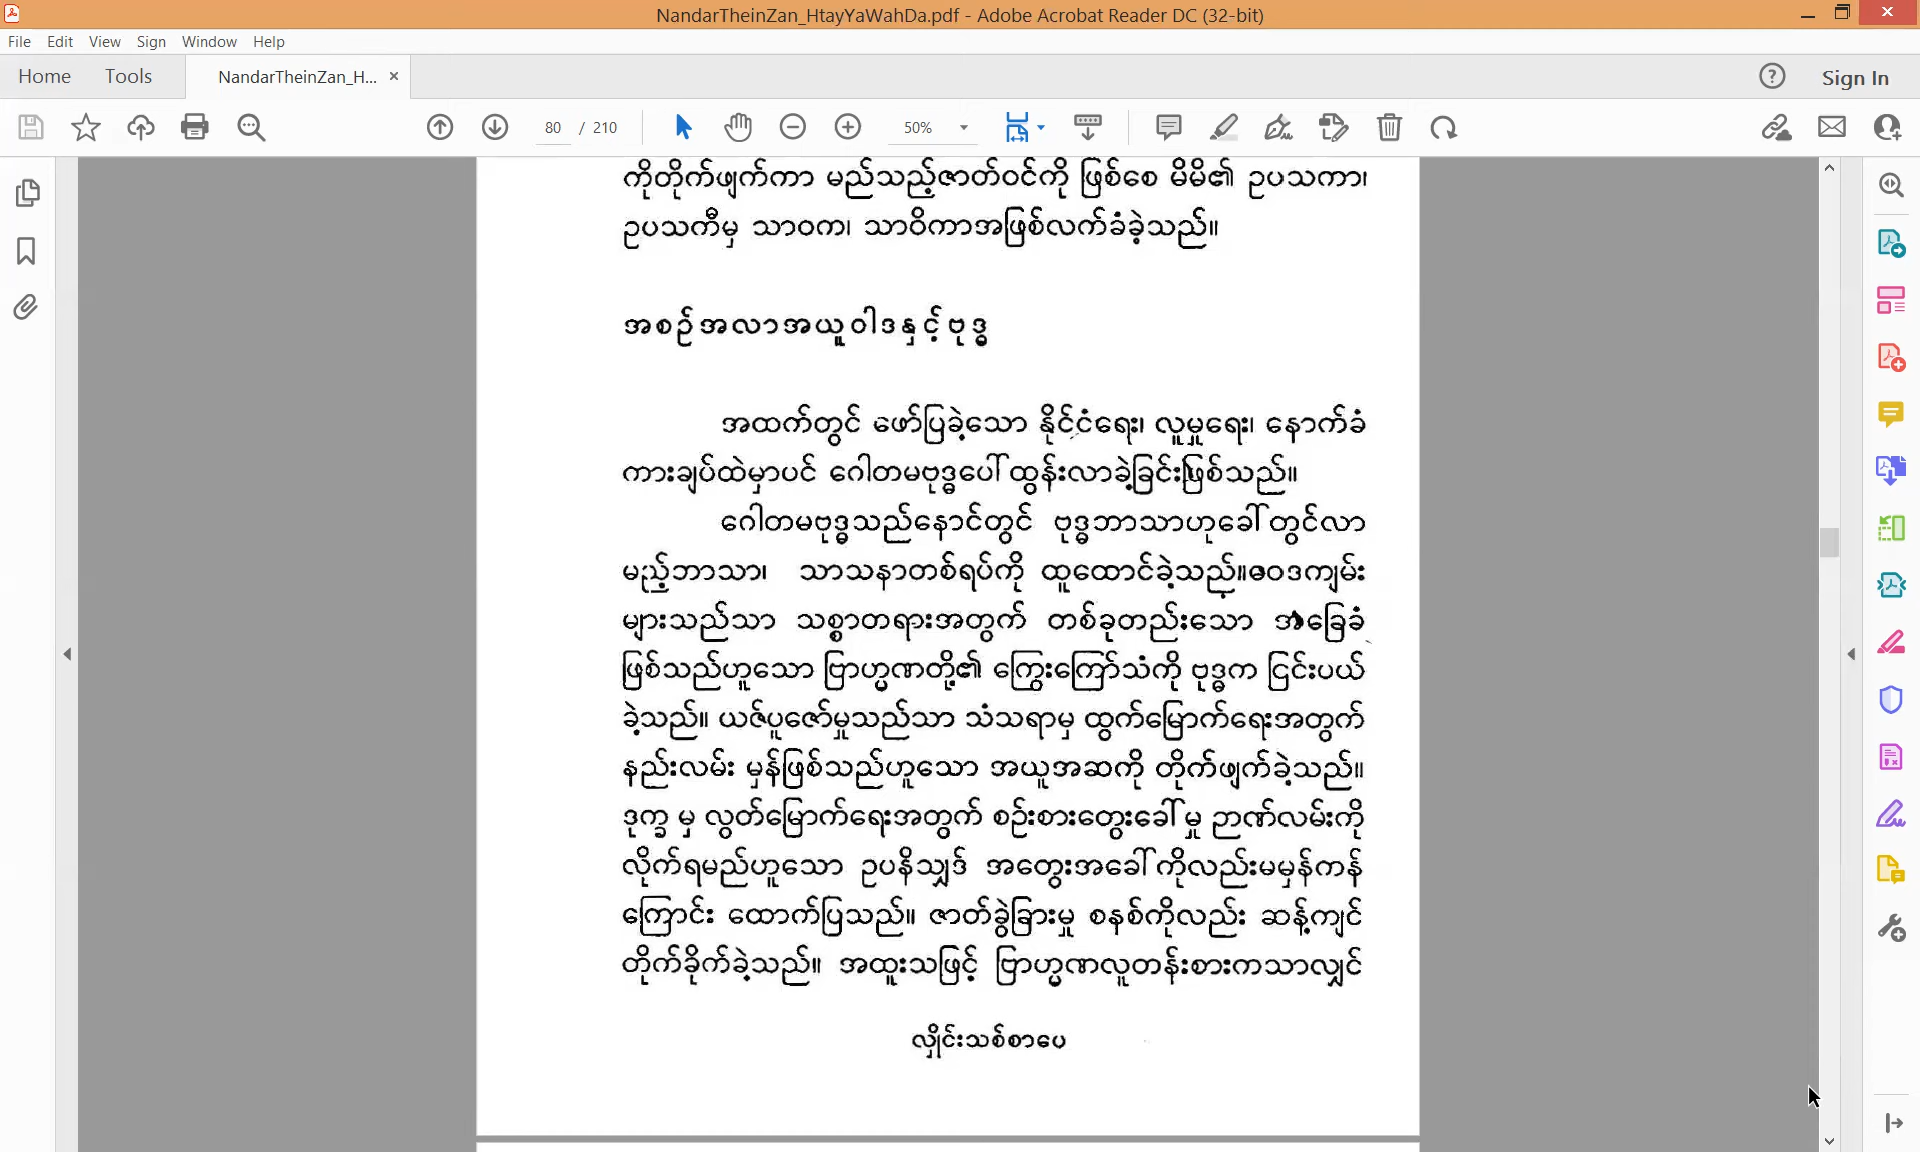 NandarTheinZan_HtayYaWahDa.pdf - Adobe Acrobat Reader DC (32-bit)
File Edit View Sign Window Help
Home Tools NandarTheinZan_H... × Sign In
80 / 210 50%
ကိုတိုက်ဖျက်ကာ မည်သည့်ဇာတ်ဝင်ကို ဖြစ်စေ မိမိ၏ ဥပသကာ၊
ဥပသကီမှ သာဝက၊ သာဝိကာအဖြစ်လက်ခံခဲ့သည်။
အစဉ်အလာအယူဝါဒနှင့်ဗုဒ္ဓ
အထက်တွင် ဖော်ပြခဲ့သော နိုင်ငံရေး၊ လူမှုရေး၊ နောက်ခံ
ကားချပ်ထဲမှာပင် ဂေါတမဗုဒ္ဓပေါ်ထွန်းလာခဲ့ခြင်းဖြစ်သည်။
ဂေါတမဗုဒ္ဓသည်နောင်တွင် ဗုဒ္ဓဘာသာဟုခေါ်တွင်လာ
မည့်ဘာသာ၊ သာသနာတစ်ရပ်ကို ထူထောင်ခဲ့သည်။ဝေဒကျမ်း
များသည်သာ သစ္စာတရားအတွက် တစ်ခုတည်းသော အခြေခံ
ဖြစ်သည်ဟူသော ဗြာဟ္မဏတို့၏ ကြွေးကြော်သံကို ဗုဒ္ဓက ငြင်းပယ်
ခဲ့သည်။ ယဇ်ပူဇော်မှုသည်သာ သံသရာမှ ထွက်မြောက်ရေးအတွက်
နည်းလမ်း မှန်ဖြစ်သည်ဟူသော အယူအဆကို တိုက်ဖျက်ခဲ့သည်။
ဒုက္ခ မှ လွတ်မြောက်ရေးအတွက် စဉ်းစားတွေးခေါ်မှု ဉာဏ်လမ်းကို
လိုက်ရမည်ဟူသော ဥပနိသျှဒ် အတွေးအခေါ်ကိုလည်းမမှန်ကန်
ကြောင်း ထောက်ပြသည်။ ဇာတ်ခွဲခြားမှု စနစ်ကိုလည်း ဆန့်ကျင်
တိုက်ခိုက်ခဲ့သည်။ အထူးသဖြင့် ဗြာဟ္မဏလူတန်းစားကသာလျှင်
လှိုင်းသစ်စာပေ